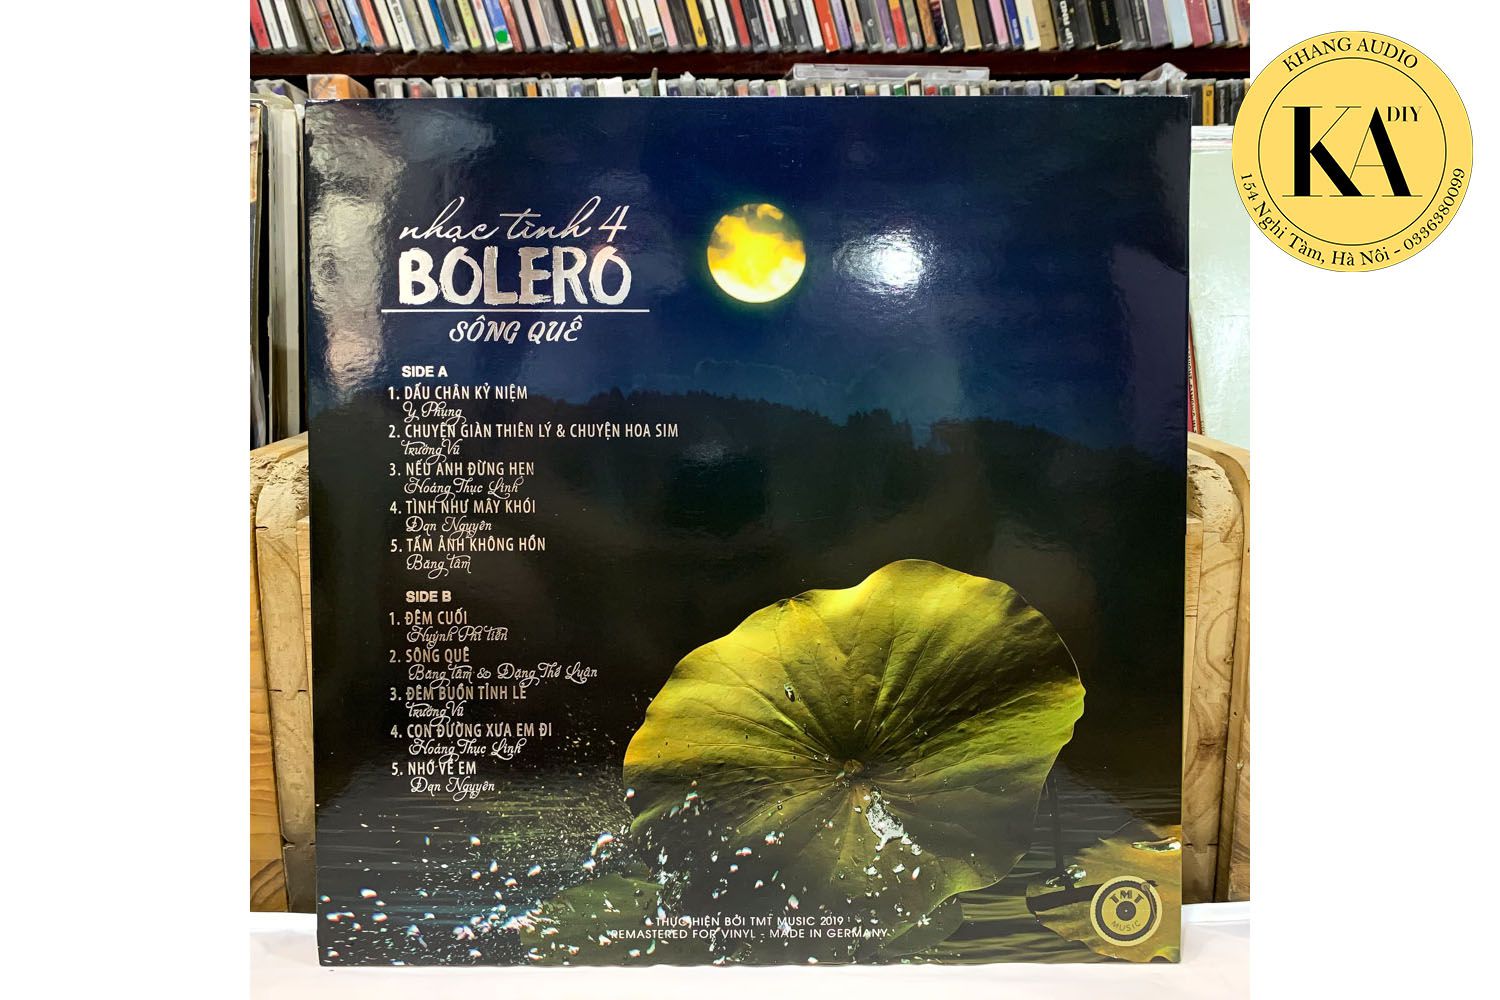 nhạc tình 4
BOLERO
SÔNG QUÊ
SIDE A
1. DẤU CHÂN KỶ NIỆM
Y Phụng
2. CHUYỆN GIÀN THIÊN LÝ & CHUYỆN HOA SIM
Trường Vũ
3. NẾU ANH ĐỪNG HẸN
Hoàng Thục Linh
4. TÌNH NHƯ MÂY KHÓI
Đan Nguyên
5. TẤM ẢNH KHÔNG HỒN
Băng Tâm
SIDE B
1. ĐÊM CUỐI
Huỳnh Phi Tiễn
2. SÔNG QUÊ
Băng Tâm & Đặng Thế Luân
3. ĐÊM BUỒN TỈNH LẺ
Trường Vũ
4. CON ĐƯỜNG XƯA EM ĐI
Hoàng Thục Linh
5. NHỚ VỀ EM
Đan Nguyên
THỰC HIỆN BỞI TMT MUSIC 2019
REMASTERED FOR VINYL - MADE IN GERMANY
TMT
MUSIC
KHANG AUDIO
KA DIY
154 Nghi Tàm, Hà Nôi - 0336380099